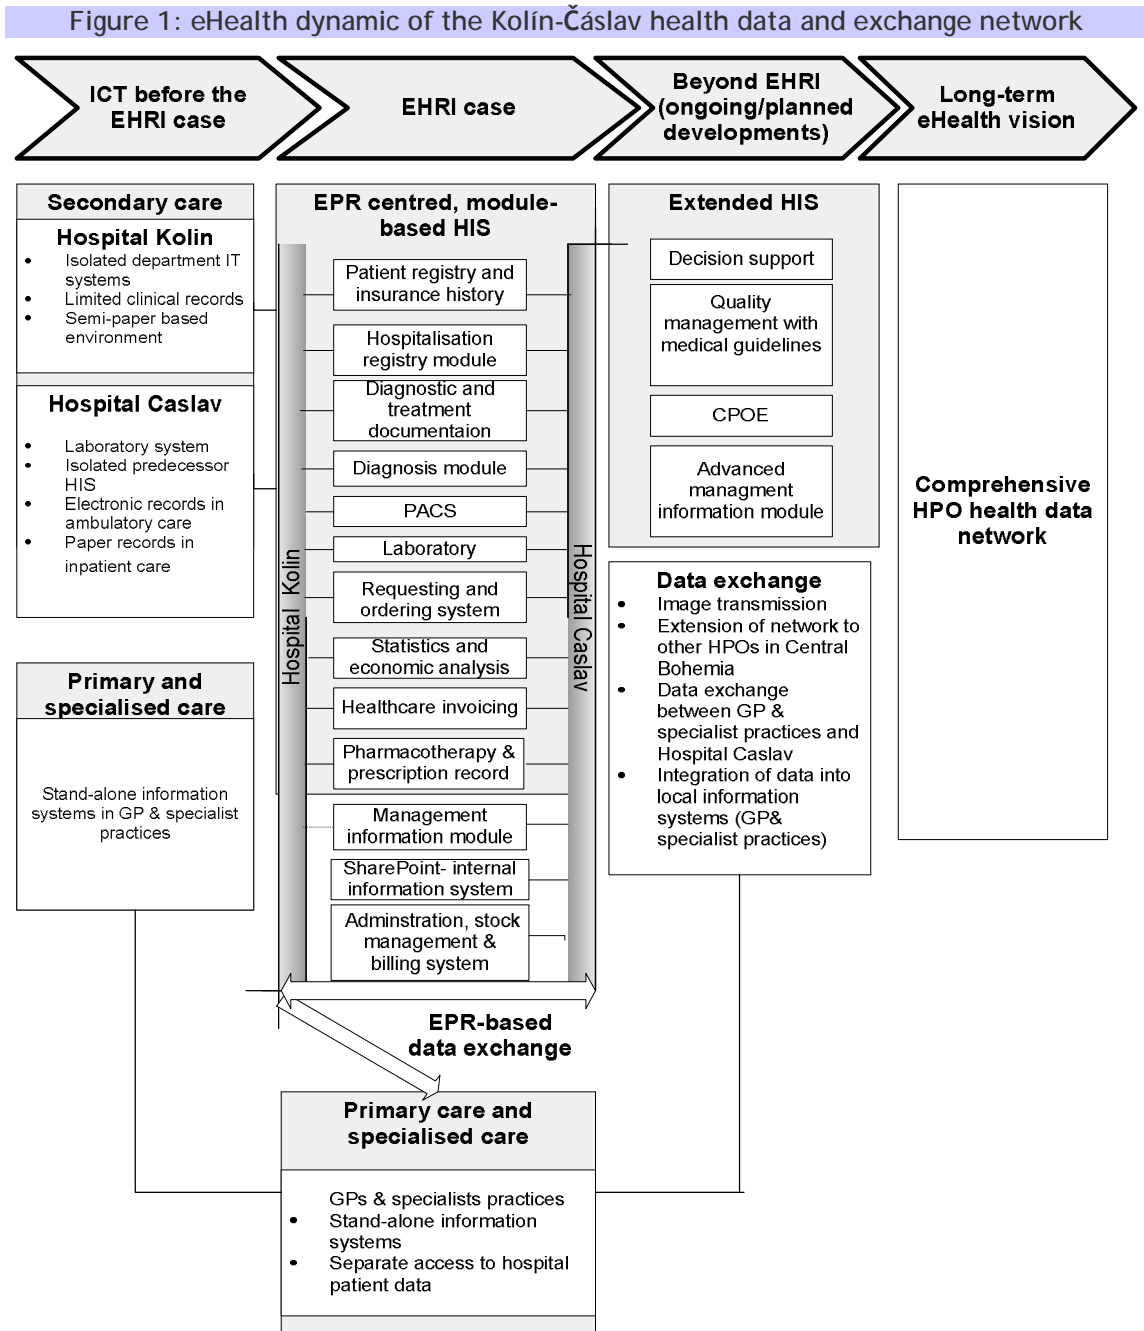 Figure 1: eHealth dynamic of the Kolín-Čáslav health data and exchange network
ICT before the
EHRI case
EHRI case
Beyond EHRI
(ongoing/planned
developments)
Long-term
eHealth vision
Secondary care
Hospital Kolin
• Isolated department IT
systems
• Limited clinical records
• Semi-paper based
environment
Hospital Caslav
• Laboratory system
• Isolated predecessor
HIS
• Electronic records in
ambulatory care
• Paper records in
inpatient care
Primary and
specialised care
Stand-alone information
systems in GP & specialist
practices
EPR centred, module-
based HIS
Hospital Kolin
Patient registry and
insurance history
Hospitalisation
registry module
Diagnostic and
treatment
documentaion
Diagnosis module
PACS
Laboratory
Requesting and
ordering system
Statistics and
economic analysis
Healthcare invoicing
Pharmacotherapy &
prescription record
Management
information module
SharePoint- internal
information system
Adminstration, stock
management &
billing system
Hospital Caslav
EPR-based
data exchange
Primary care and
specialised care
GPs & specialists practices
• Stand-alone information
systems
• Separate access to hospital
patient data
Extended HIS
Decision support
Quality
management with
medical guidelines
CPOE
Advanced
managment
information module
Data exchange
• Image transmission
• Extension of network to
other HPOs in Central
Bohemia
• Data exchange
between GP &
specialist practices and
Hospital Caslav
• Integration of data into
local information
systems (GP&
specialist practices)
Comprehensive
HPO health data
network